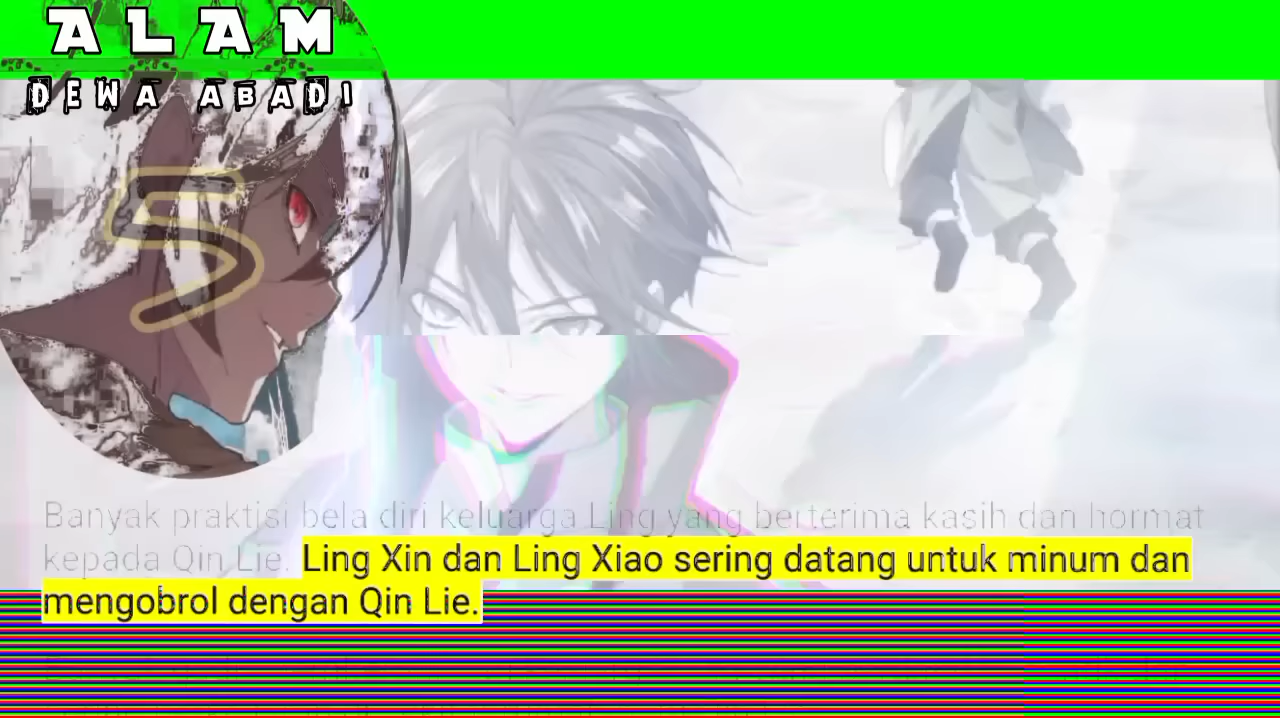 ALAM
DEWA ABADI
5
Banyak praktisi bela diri keluarga Ling yang berterima kasih dan hormat
kepada Qin Lie. Ling Xin dan Ling Xiao sering datang untuk minum dan
mengobrol dengan Qin Lie.